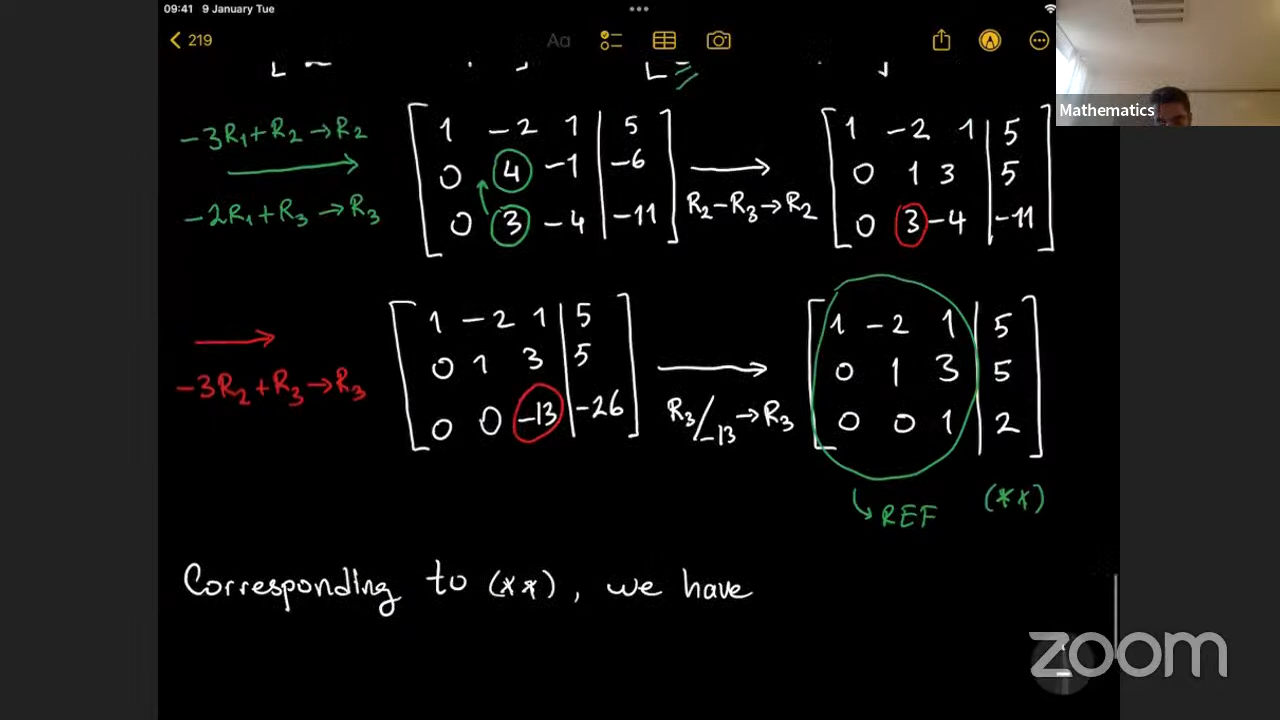 09:41 9 January Tue
219
Aa
Mathematics
-3R₁+R₂→R₂
-2R₁+R₃→R₃
1 -2 1 | 5
0 4 -1 | -6
0 3 -4 | -11
R₂-R₃→R₂
1 -2 1 | 5
0 1 3 | 5
0 3 -4 | -11
-3R₂+R₃→R₃
1 -2 1 | 5
0 1 3 | 5
0 0 -13 | -26
R₃/-13→R₃
1 -2 1 | 5
0 1 3 | 5
0 0 1 | 2
REF (**)
Corresponding to (**), we have
zoom